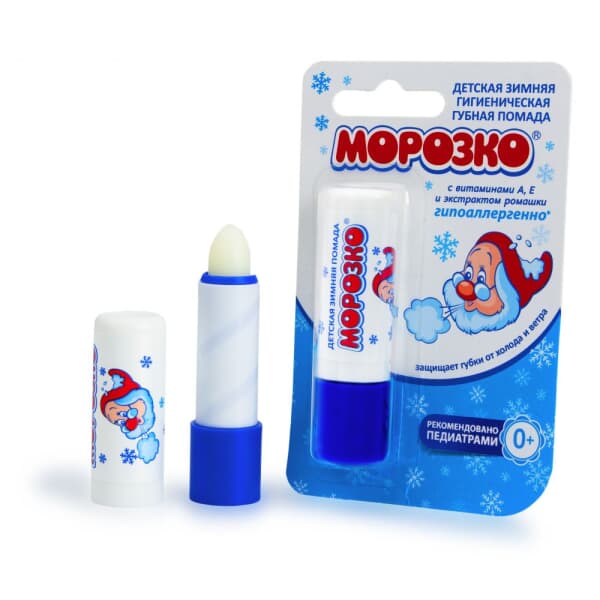 ДЕТСКАЯ ЗИМНЯЯ
ГИГИЕНИЧЕСКАЯ
ГУБНАЯ ПОМАДА
МОРОЗКО®
с витаминами А, Е
и экстрактом ромашки
гипоаллергенно*
ДЕТСКАЯ ЗИМНЯЯ ПОМАДА
МОРОЗКО®
защищает губки от холода и ветра
РЕКОМЕНДОВАНО
ПЕДИАТРАМИ
0+